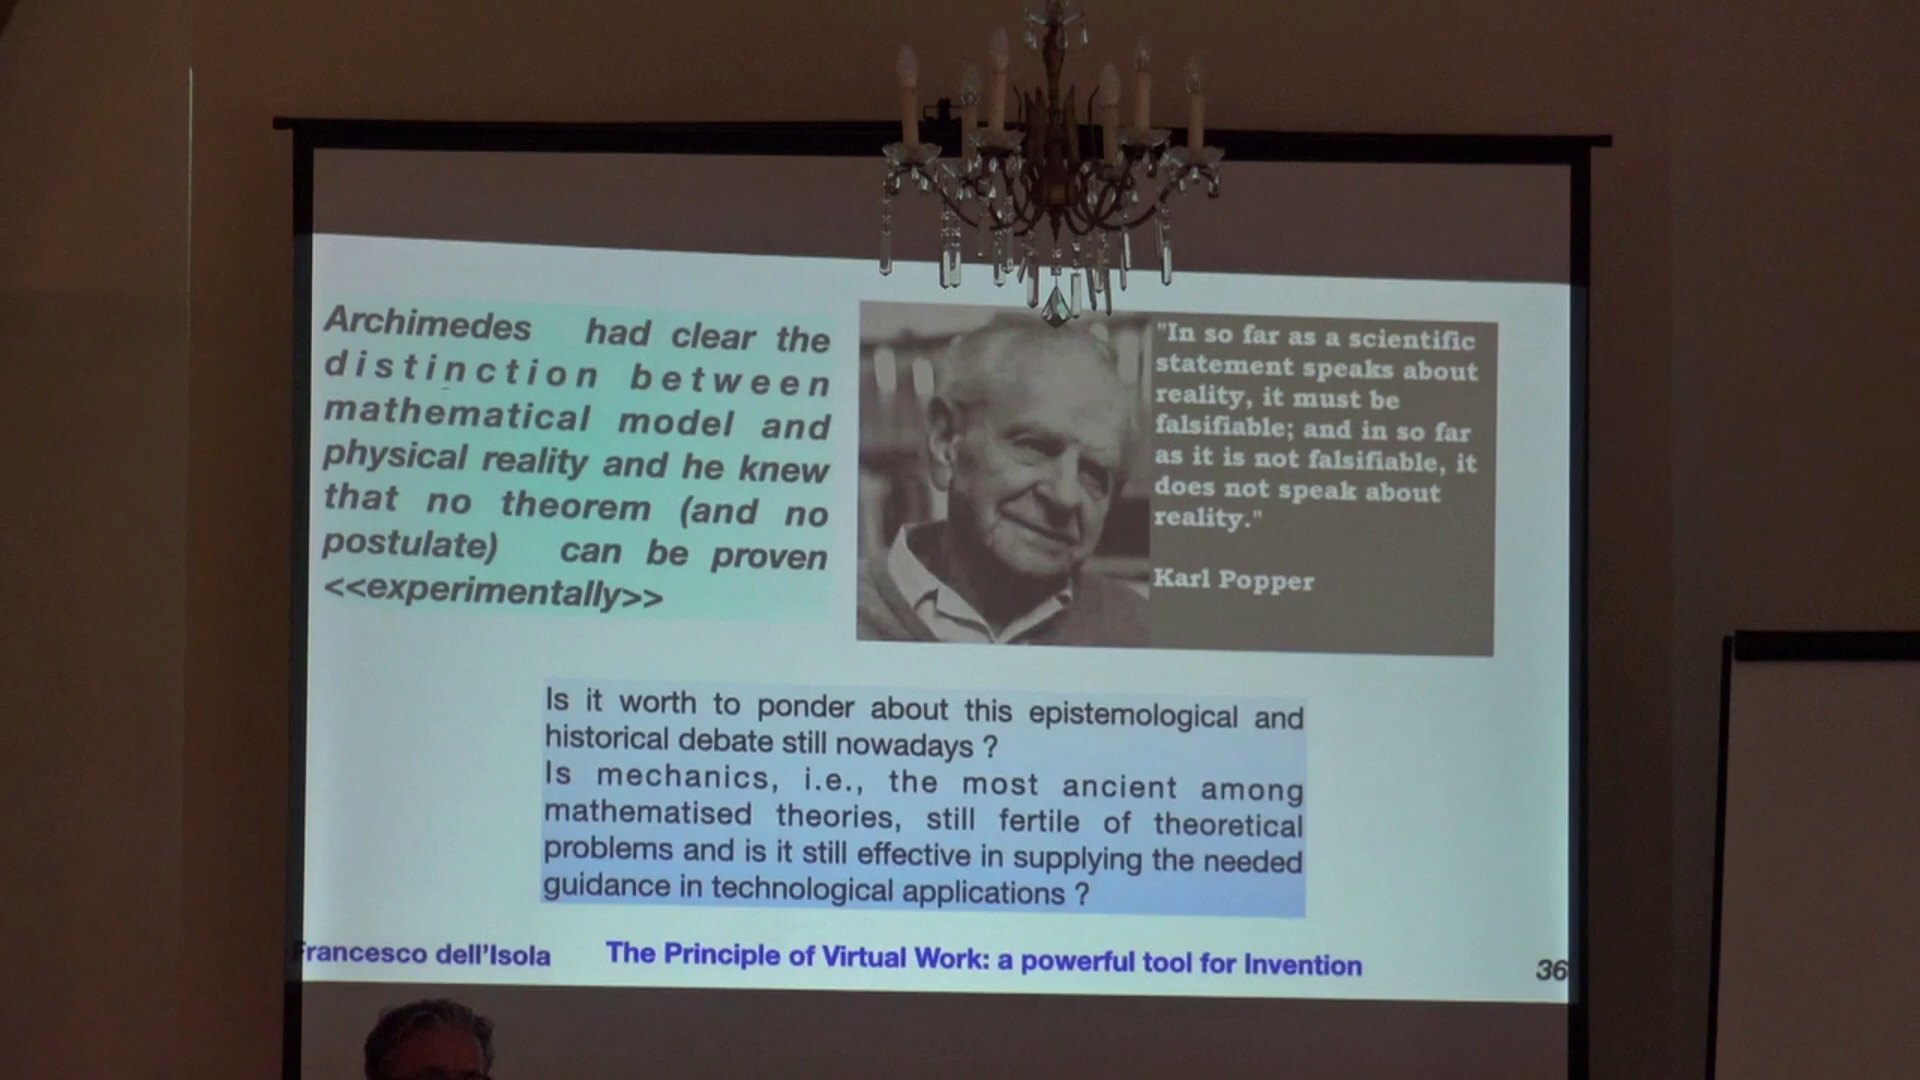 Archimedes had clear the
distinction between
mathematical model and
physical reality and he knew
that no theorem (and no
postulate) can be proven
<<experimentally>>
"In so far as a scientific
statement speaks about
reality, it must be
falsifiable; and in so far
as it is not falsifiable, it
does not speak about
reality."
Karl Popper
Is it worth to ponder about this epistemological and
historical debate still nowadays ?
Is mechanics, i.e., the most ancient among
mathematised theories, still fertile of theoretical
problems and is it still effective in supplying the needed
guidance in technological applications ?
Francesco dell'Isola The Principle of Virtual Work: a powerful tool for Invention 36